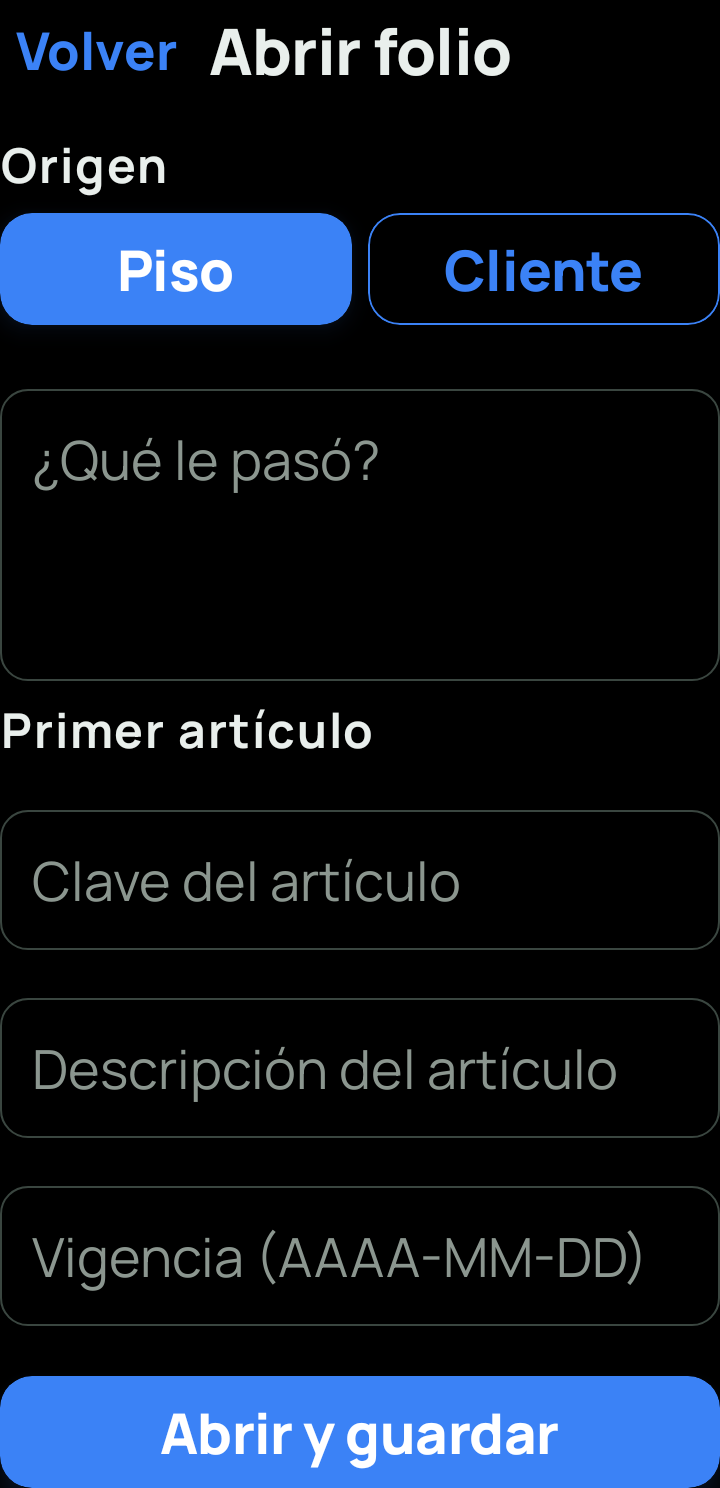 Volver Abrir folio
Origen
Piso Cliente
¿Qué le pasó?
Primer artículo
Clave del artículo
Descripción del artículo
Vigencia (AAAA-MM-DD)
Abrir y guardar